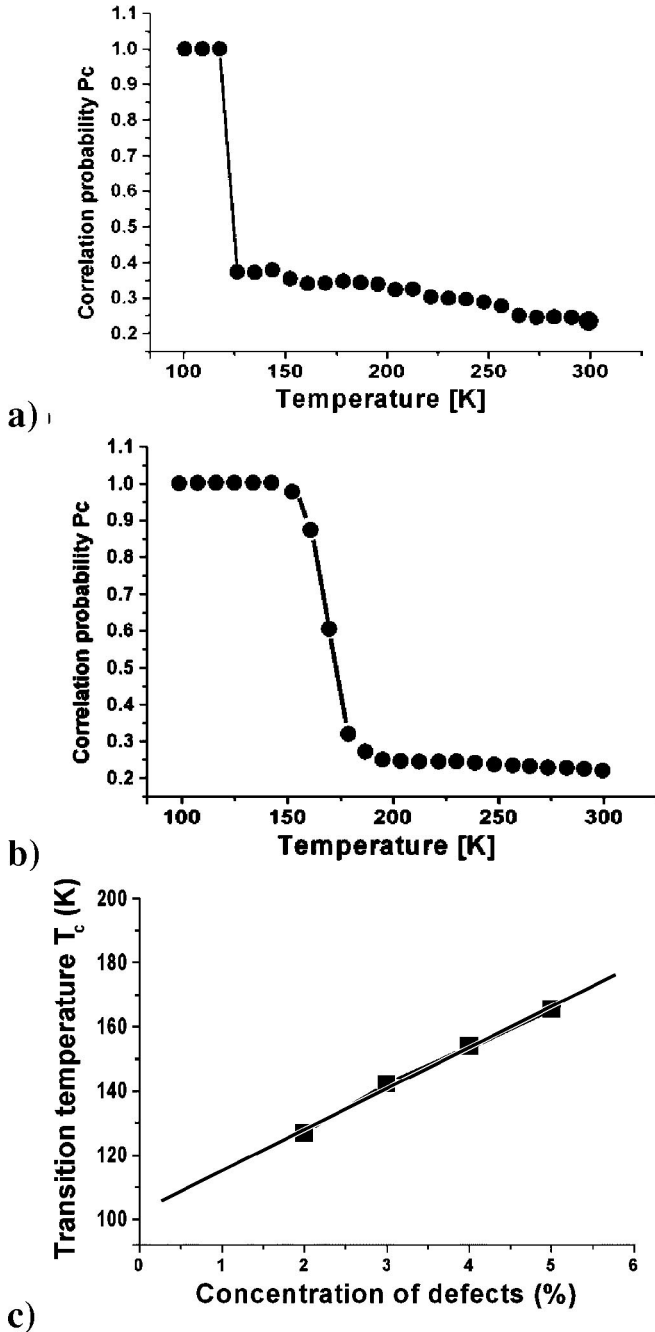 1.1
1.0
0.9
0.8
0.7
0.6
0.5
0.4
0.3
0.2
Correlation probability Pc
100 150 200 250 300
Temperature [K]
a)
1.1
1.0
0.9
0.8
0.7
0.6
0.5
0.4
0.3
0.2
Correlation probability Pc
100 150 200 250 300
Temperature [K]
b)
200
180
160
140
120
100
Transition temperature Tc (K)
0 1 2 3 4 5 6
Concentration of defects (%)
c)